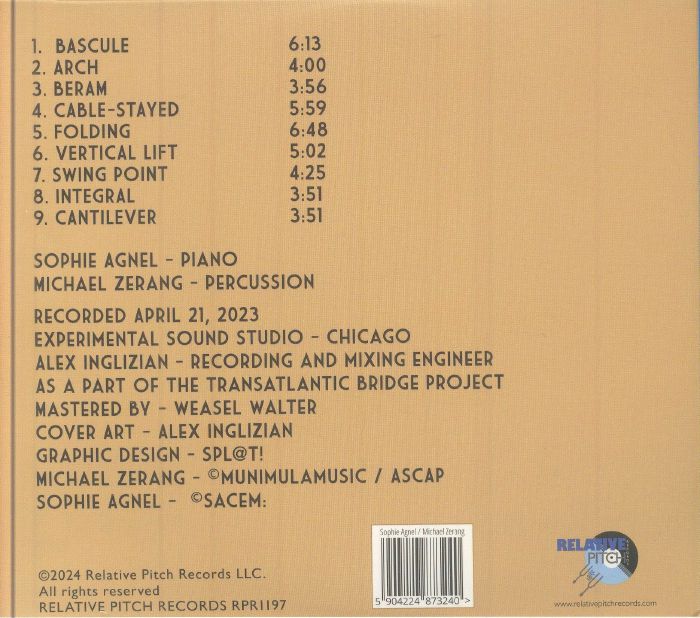 1. BASCULE 6:13
2. ARCH 4:00
3. BERAM 3:56
4. CABLE-STAYED 5:59
5. FOLDING 6:48
6. VERTICAL LIFT 5:02
7. SWING POINT 4:25
8. INTEGRAL 3:51
9. CANTILEVER 3:51
SOPHIE AGNEL – PIANO
MICHAEL ZERANG – PERCUSSION
RECORDED APRIL 21, 2023
EXPERIMENTAL SOUND STUDIO – CHICAGO
ALEX INGLIZIAN – RECORDING AND MIXING ENGINEER
AS A PART OF THE TRANSATLANTIC BRIDGE PROJECT
MASTERED BY – WEASEL WALTER
COVER ART – ALEX INGLIZIAN
GRAPHIC DESIGN – SPL@T!
MICHAEL ZERANG – ©MUNIMULAMUSIC / ASCAP
SOPHIE AGNEL – ©SACEM:
Sophie Agnel / Michael Zerang
5 904224 873240 >
RELATIVE
PITCH
www.relativepitchrecords.com
©2024 Relative Pitch Records LLC.
All rights reserved
RELATIVE PITCH RECORDS RPR1197